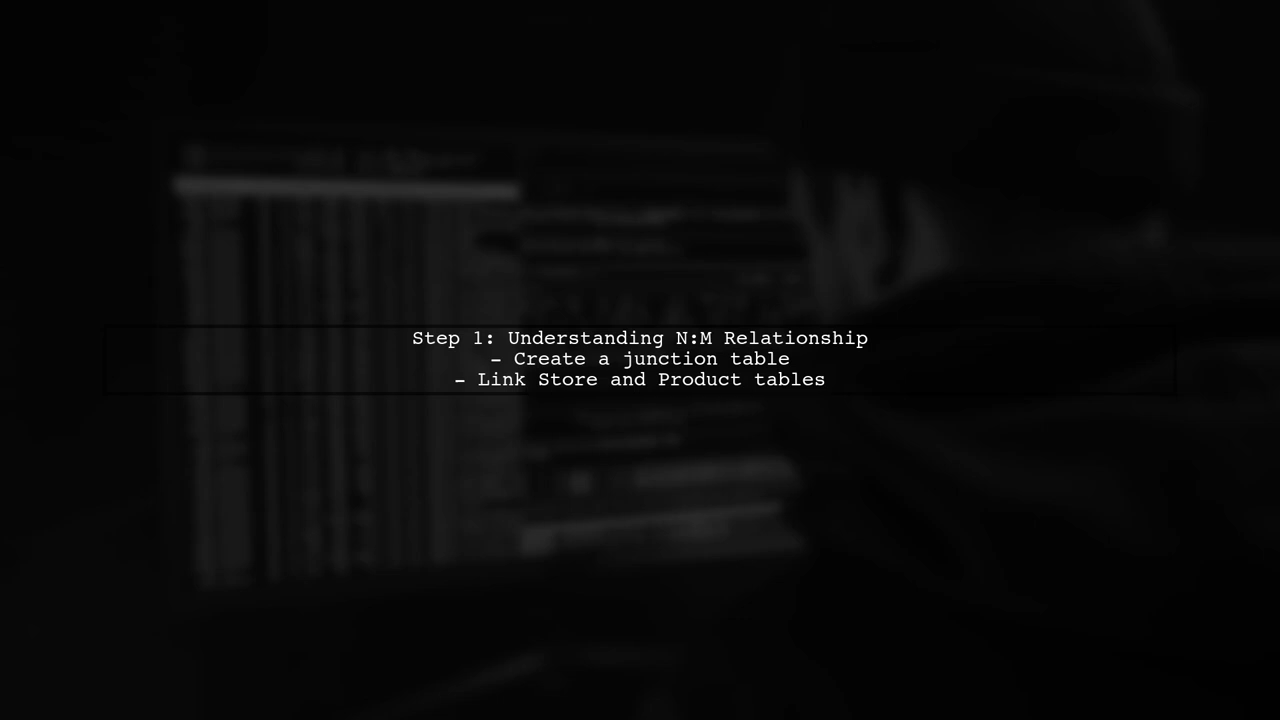 Step 1: Understanding N:M Relationship
– Create a junction table
– Link Store and Product tables